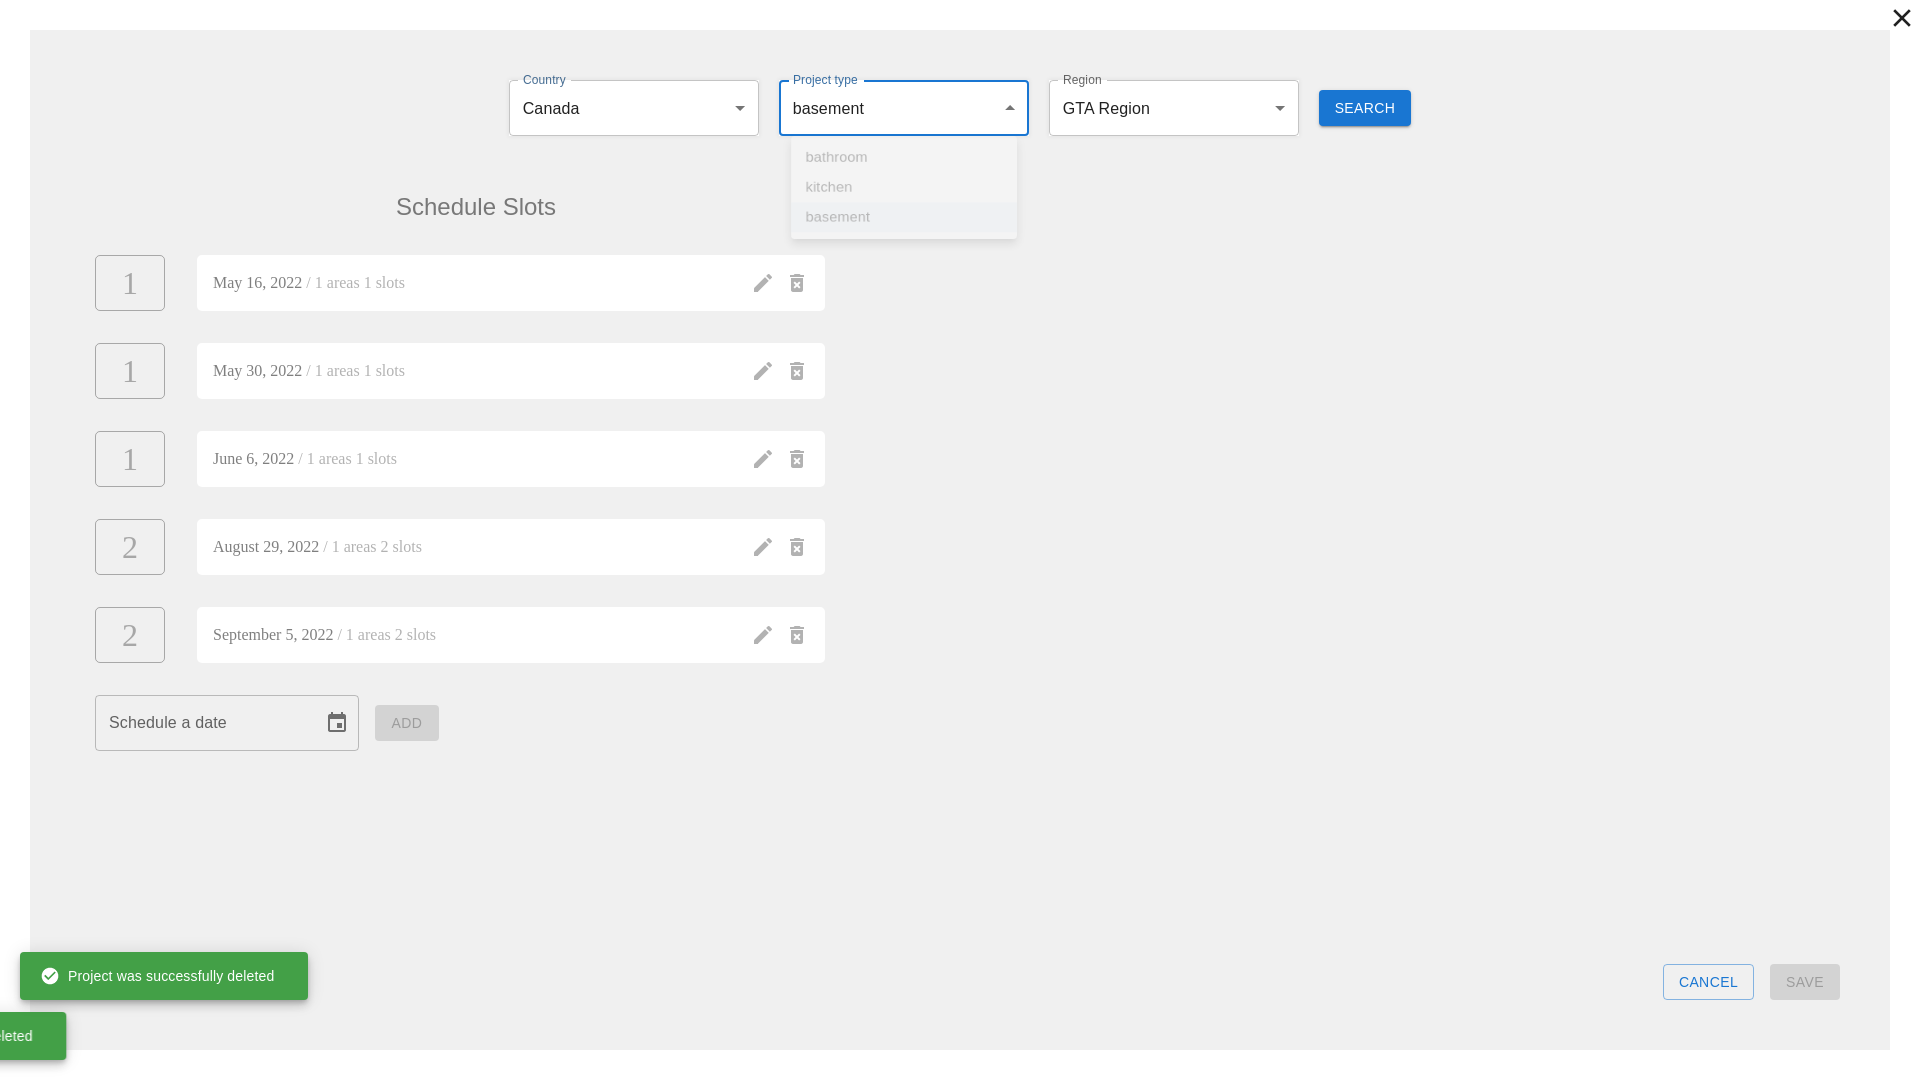 Country
Canada
Project type
basement
Region
GTA Region
SEARCH
bathroom
kitchen
basement
Schedule Slots
1
May 16, 2022 / 1 areas 1 slots
1
May 30, 2022 / 1 areas 1 slots
1
June 6, 2022 / 1 areas 1 slots
2
August 29, 2022 / 1 areas 2 slots
2
September 5, 2022 / 1 areas 2 slots
Schedule a date
ADD
Project was successfully deleted
CANCEL
SAVE
eleted